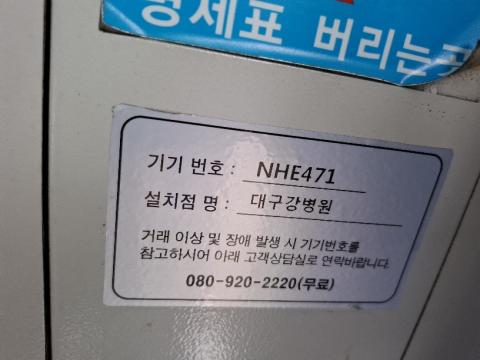 명세표 버리는곳
기기 번호 : NHE471
설치점 명 : 대구강병원
거래 이상 및 장애 발생 시 기기번호를
참고하시어 아래 고객상담실로 연락바랍니다.
080-920-2220(무료)